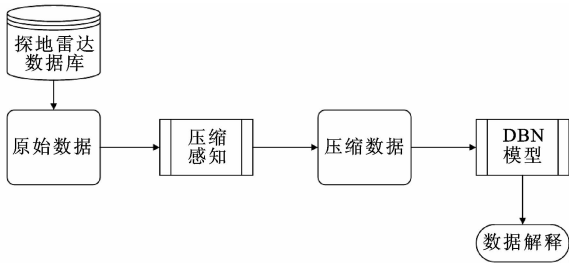 探地雷达
数据库
原始数据
压缩
感知
压缩数据
DBN
模型
数据解释